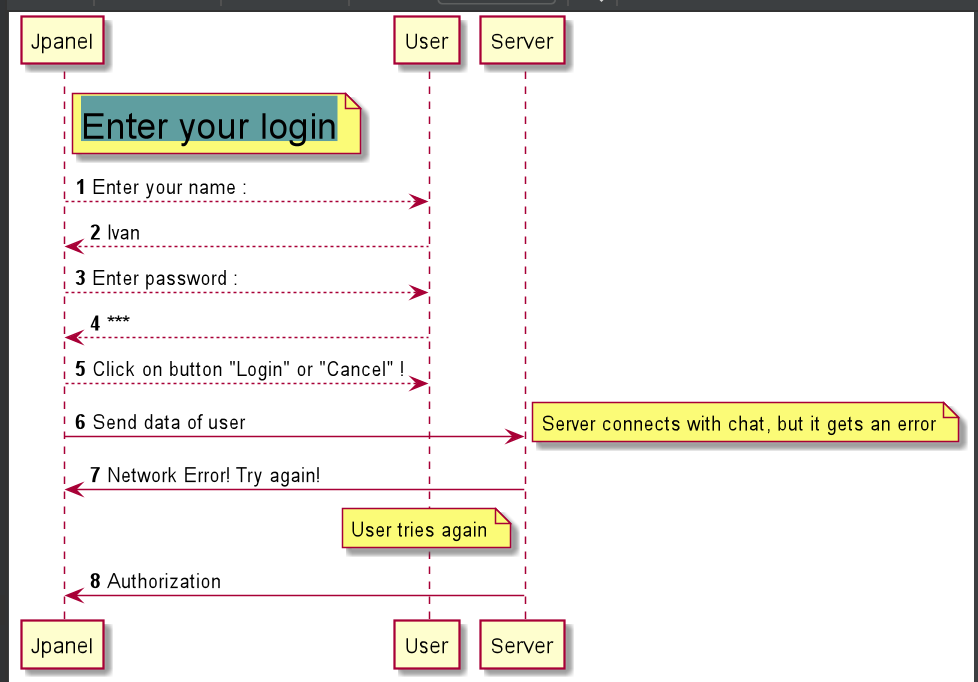 Jpanel User Server
Enter your login
1 Enter your name :
2 Ivan
3 Enter password :
4 ***
5 Click on button "Login" or "Cancel" !
6 Send data of user
Server connects with chat, but it gets an error
7 Network Error! Try again!
User tries again
8 Authorization
Jpanel User Server